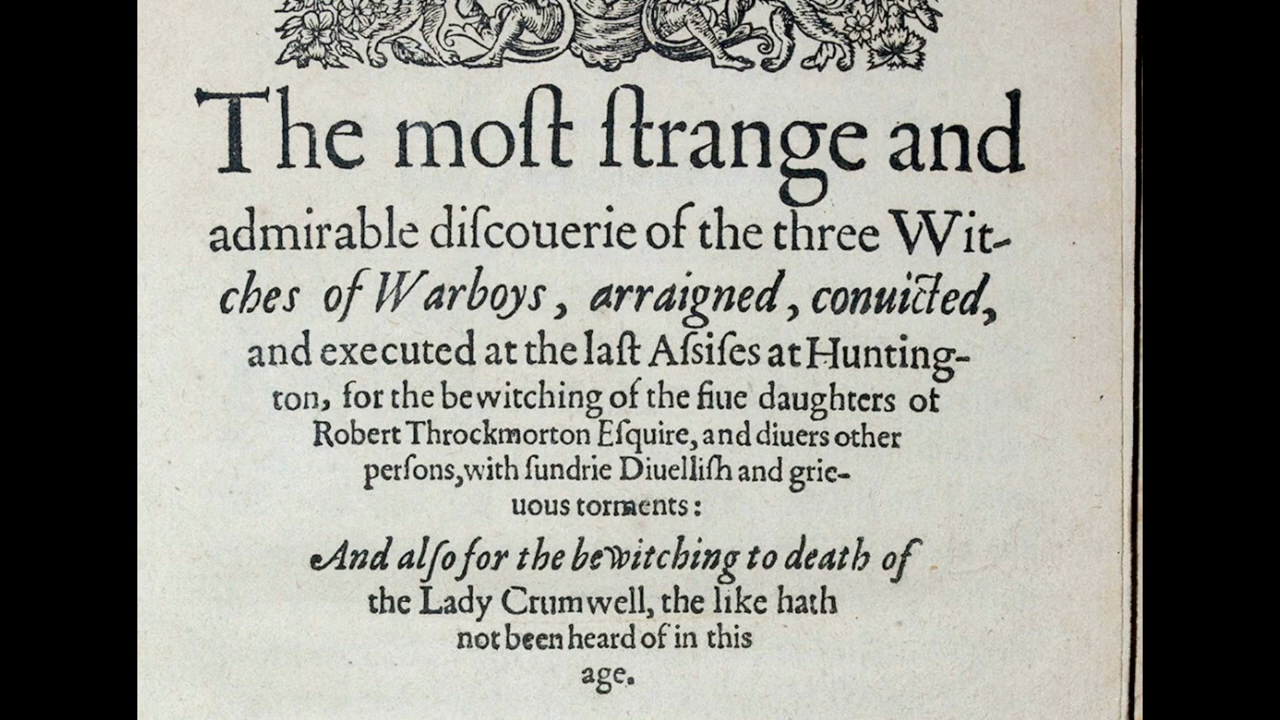 The moſt ſtrange and
admirable diſcouerie of the three Wit-
ches of Warboys, arraigned, conuicted,
and executed at the laſt Aſsiſes at Hunting-
ton, for the bewitching of the fiue daughters of
Robert Throckmorton Eſquire, and diuers other
perſons, with ſundrie Diuelliſh and grie-
uous torments:
And alſo for the bewitching to death of
the Lady Crumwell, the like hath
not been heard of in this
age.